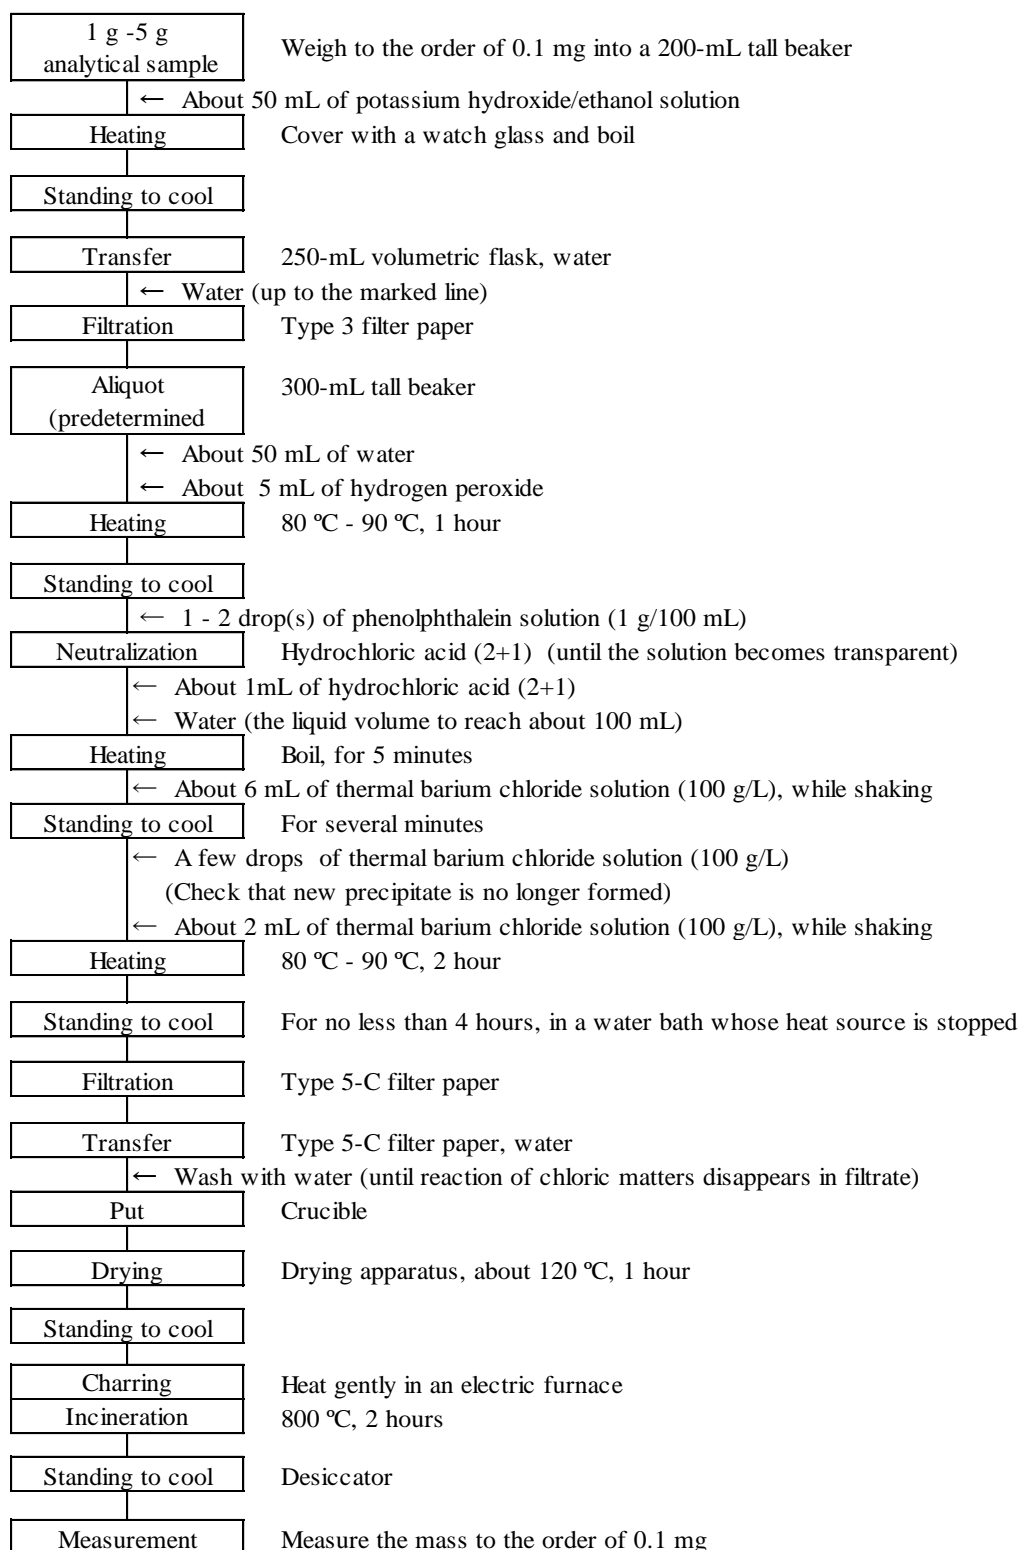 1 g -5 g
analytical sample
Weigh to the order of 0.1 mg into a 200-mL tall beaker
← About 50 mL of potassium hydroxide/ethanol solution
Heating Cover with a watch glass and boil
Standing to cool
Transfer 250-mL volumetric flask, water
← Water (up to the marked line)
Filtration Type 3 filter paper
Aliquot 300-mL tall beaker
(predetermined
← About 50 mL of water
← About 5 mL of hydrogen peroxide
Heating 80 ºC - 90 ºC, 1 hour
Standing to cool
← 1 - 2 drop(s) of phenolphthalein solution (1 g/100 mL)
Neutralization Hydrochloric acid (2+1) (until the solution becomes transparent)
← About 1mL of hydrochloric acid (2+1)
← Water (the liquid volume to reach about 100 mL)
Heating Boil, for 5 minutes
← About 6 mL of thermal barium chloride solution (100 g/L), while shaking
Standing to cool For several minutes
← A few drops of thermal barium chloride solution (100 g/L)
(Check that new precipitate is no longer formed)
← About 2 mL of thermal barium chloride solution (100 g/L), while shaking
Heating 80 ºC - 90 ºC, 2 hour
Standing to cool For no less than 4 hours, in a water bath whose heat source is stopped
Filtration Type 5-C filter paper
Transfer Type 5-C filter paper, water
← Wash with water (until reaction of chloric matters disappears in filtrate)
Put Crucible
Drying Drying apparatus, about 120 ºC, 1 hour
Standing to cool
Charring Heat gently in an electric furnace
Incineration 800 ºC, 2 hours
Standing to cool Desiccator
Measurement Measure the mass to the order of 0.1 mg